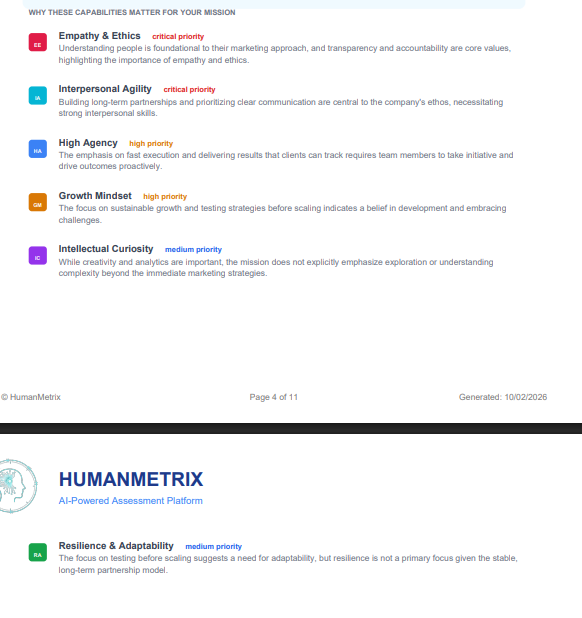 WHY THESE CAPABILITIES MATTER FOR YOUR MISSION
EE
Empathy & Ethics critical priority
Understanding people is foundational to their marketing approach, and transparency and accountability are core values,
highlighting the importance of empathy and ethics.
IA
Interpersonal Agility critical priority
Building long-term partnerships and prioritizing clear communication are central to the company's ethos, necessitating
strong interpersonal skills.
HA
High Agency high priority
The emphasis on fast execution and delivering results that clients can track requires team members to take initiative and
drive outcomes proactively.
GM
Growth Mindset high priority
The focus on sustainable growth and testing strategies before scaling indicates a belief in development and embracing
challenges.
IC
Intellectual Curiosity medium priority
While creativity and analytics are important, the mission does not explicitly emphasize exploration or understanding
complexity beyond the immediate marketing strategies.
© HumanMetrix Page 4 of 11 Generated: 10/02/2026
HUMANMETRIX
AI-Powered Assessment Platform
RA
Resilience & Adaptability medium priority
The focus on testing before scaling suggests a need for adaptability, but resilience is not a primary focus given the stable,
long-term partnership model.